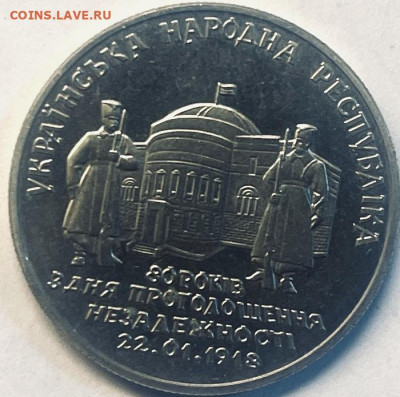 COINS.LAVE.RU
УКРАЇНСЬКА НАРОДНА РЕСПУБЛІКА
80 РОКІВ
З ДНЯ ПРОГОЛОШЕННЯ
НЕЗАЛЕЖНОСТІ
22.01.1918